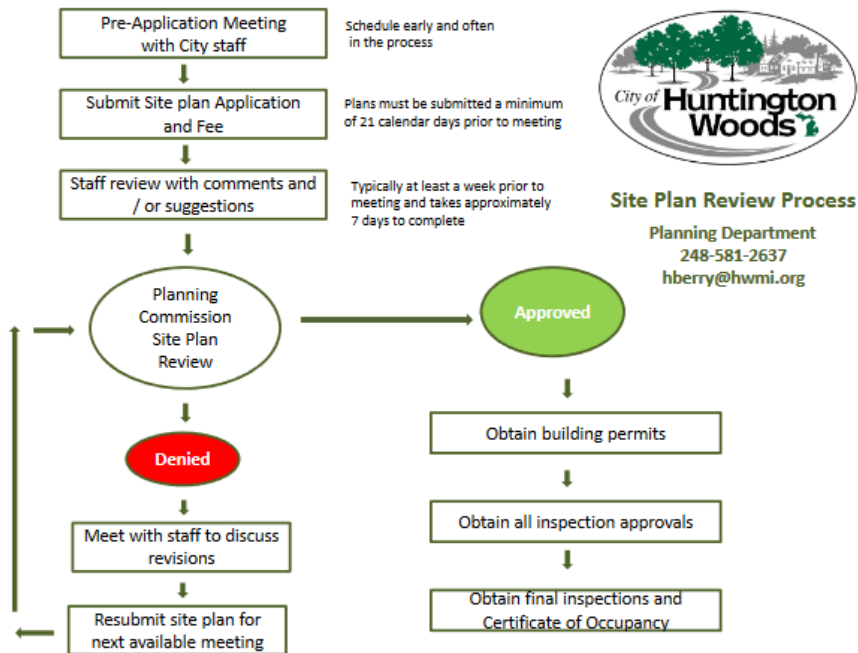 Pre-Application Meeting
with City staff
Schedule early and often
in the process
Submit Site plan Application
and Fee
Plans must be submitted a minimum
of 21 calendar days prior to meeting
Staff review with comments and
/ or suggestions
Typically at least a week prior to
meeting and takes approximately
7 days to complete
City of Huntington
Woods
Site Plan Review Process
Planning Department
248-581-2637
hberry@hwmi.org
Planning
Commission
Site Plan
Review
Approved
Denied
Meet with staff to discuss
revisions
Resubmit site plan for
next available meeting
Obtain building permits
Obtain all inspection approvals
Obtain final inspections and
Certificate of Occupancy